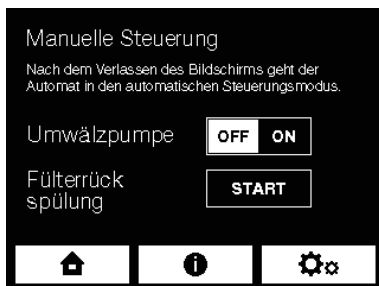 Manuelle Steuerung
Nach dem Verlassen des Bildschirms geht der
Automat in den automatischen Steuerungsmodus.
Umwälzpumpe OFF ON
Fülterrück
spülung START